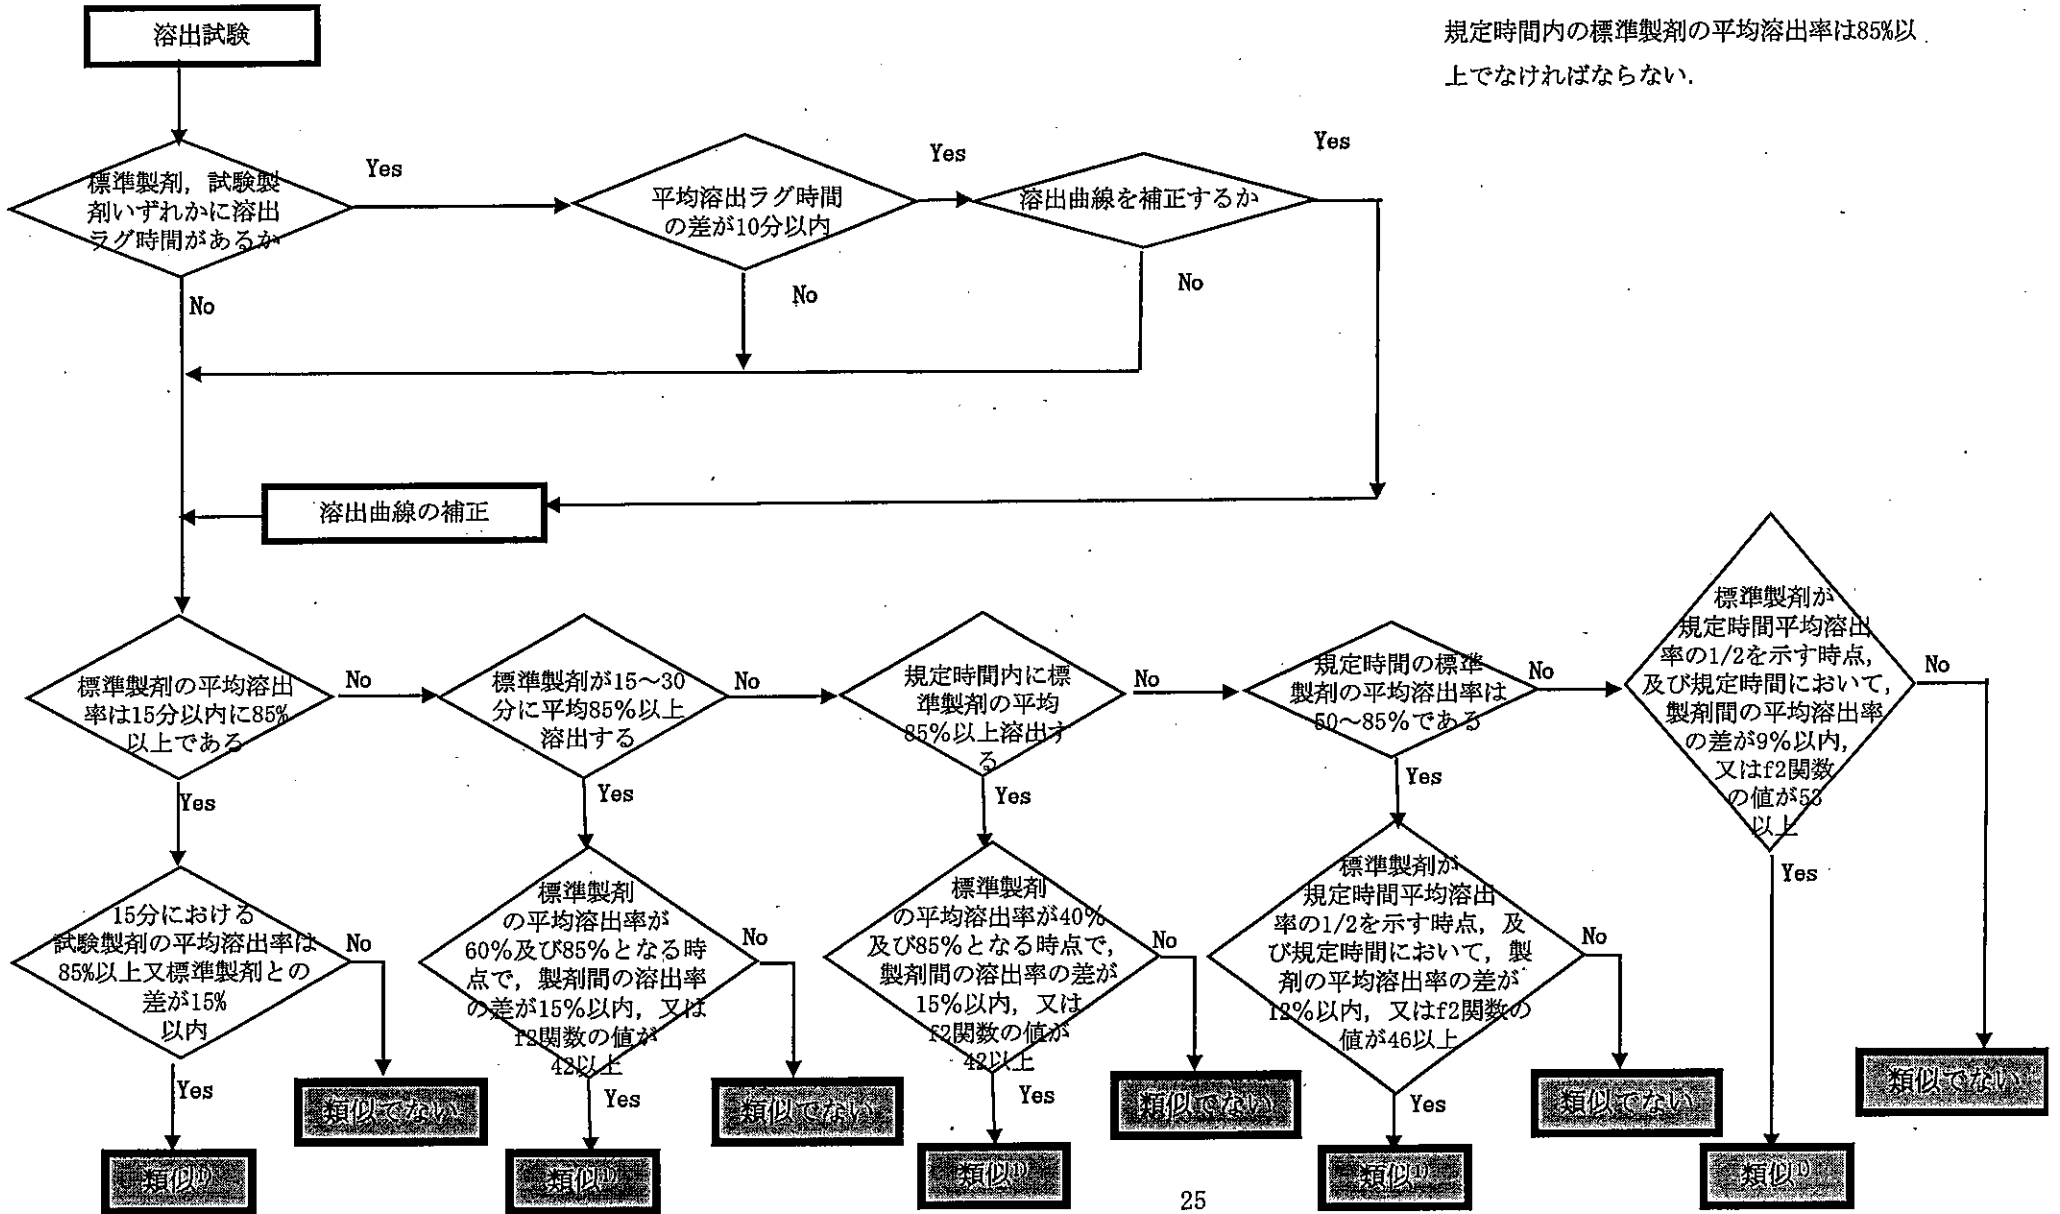 溶出試験
規定時間内の標準製剤の平均溶出率は85%以
上でなければならない.
標準製剤, 試験製
剤いずれかに溶出
ラグ時間があるか
Yes
平均溶出ラグ時間
の差が10分以内
Yes
溶出曲線を補正するか
Yes
No
No
No
溶出曲線の補正
標準製剤の平均溶出
率は15分以内に85%
以上である
No
標準製剤が15～30
分に平均85%以上
溶出する
No
規定時間内に標
準製剤の平均
85%以上溶出す
る
No
規定時間の標準
製剤の平均溶出率は
50～85%である
No
標準製剤が
規定時間平均溶出
率の1/2を示す時点,
及び規定時間において,
製剤間の平均溶出率
の差が9%以内,
又はf2関数
の値が53
以上
No
Yes
Yes
Yes
Yes
Yes
15分における
試験製剤の平均溶出率は
85%以上又標準製剤との
差が15%
以内
No
標準製剤
の平均溶出率が
60%及び85%となる時
点で, 製剤間の溶出率
の差が15%以内, 又は
f2関数の値が
42以上
No
標準製剤
の平均溶出率が40%
及び85%となる時点で,
製剤間の溶出率の差が
15%以内, 又は
f2関数の値が
42以上
No
標準製剤が
規定時間平均溶出
率の1/2を示す時点, 及
び規定時間において, 製
剤の平均溶出率の差が
12%以内, 又はf2関数の
値が46以上
No
Yes
Yes
Yes
Yes
類似でない
類似でない
類似でない
類似でない
類似でない
類似1)
類似1)
類似1)
類似1)
類似1)
25